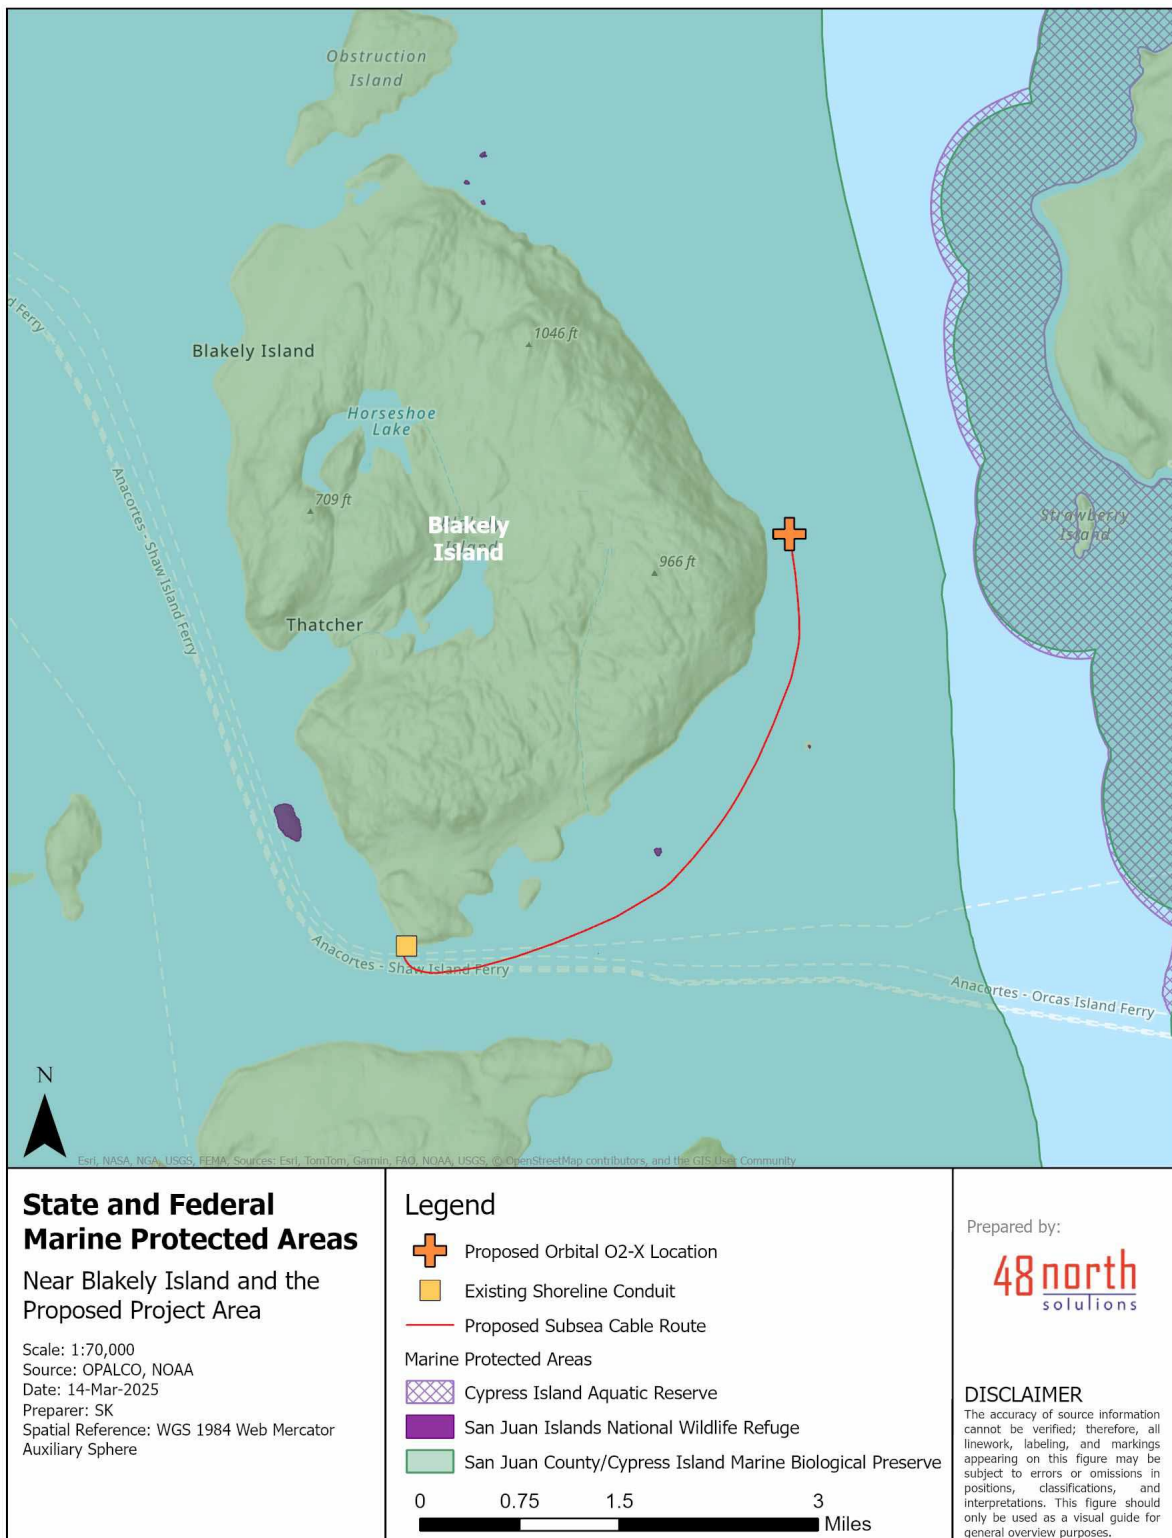 Obstruction
Island
1046 ft
Blakely Island
d Ferry
Horseshoe
Lake
709 ft
Blakely
Island
Strawberry
Island
966 ft
Thatcher
Anacortes - Shaw Island Ferry
Anacortes - Shaw Island Ferry
Anacortes - Orcas Island Ferry
N
Esri, NASA, NGA, USGS, FEMA, Sources: Esri, TomTom, Garmin, FAO, NOAA, USGS, © OpenStreetMap contributors, and the GIS User Community
State and Federal
Marine Protected Areas
Near Blakely Island and the
Proposed Project Area
Scale: 1:70,000
Source: OPALCO, NOAA
Date: 14-Mar-2025
Preparer: SK
Spatial Reference: WGS 1984 Web Mercator
Auxiliary Sphere
Legend
Proposed Orbital O2-X Location
Existing Shoreline Conduit
Proposed Subsea Cable Route
Marine Protected Areas
Cypress Island Aquatic Reserve
San Juan Islands National Wildlife Refuge
San Juan County/Cypress Island Marine Biological Preserve
0 0.75 1.5 3
Miles
Prepared by:
48 north
solutions
DISCLAIMER
The accuracy of source information
cannot be verified; therefore, all
linework, labeling, and markings
appearing on this figure may be
subject to errors or omissions in
positions, classifications, and
interpretations. This figure should
only be used as a visual guide for
general overview purposes.